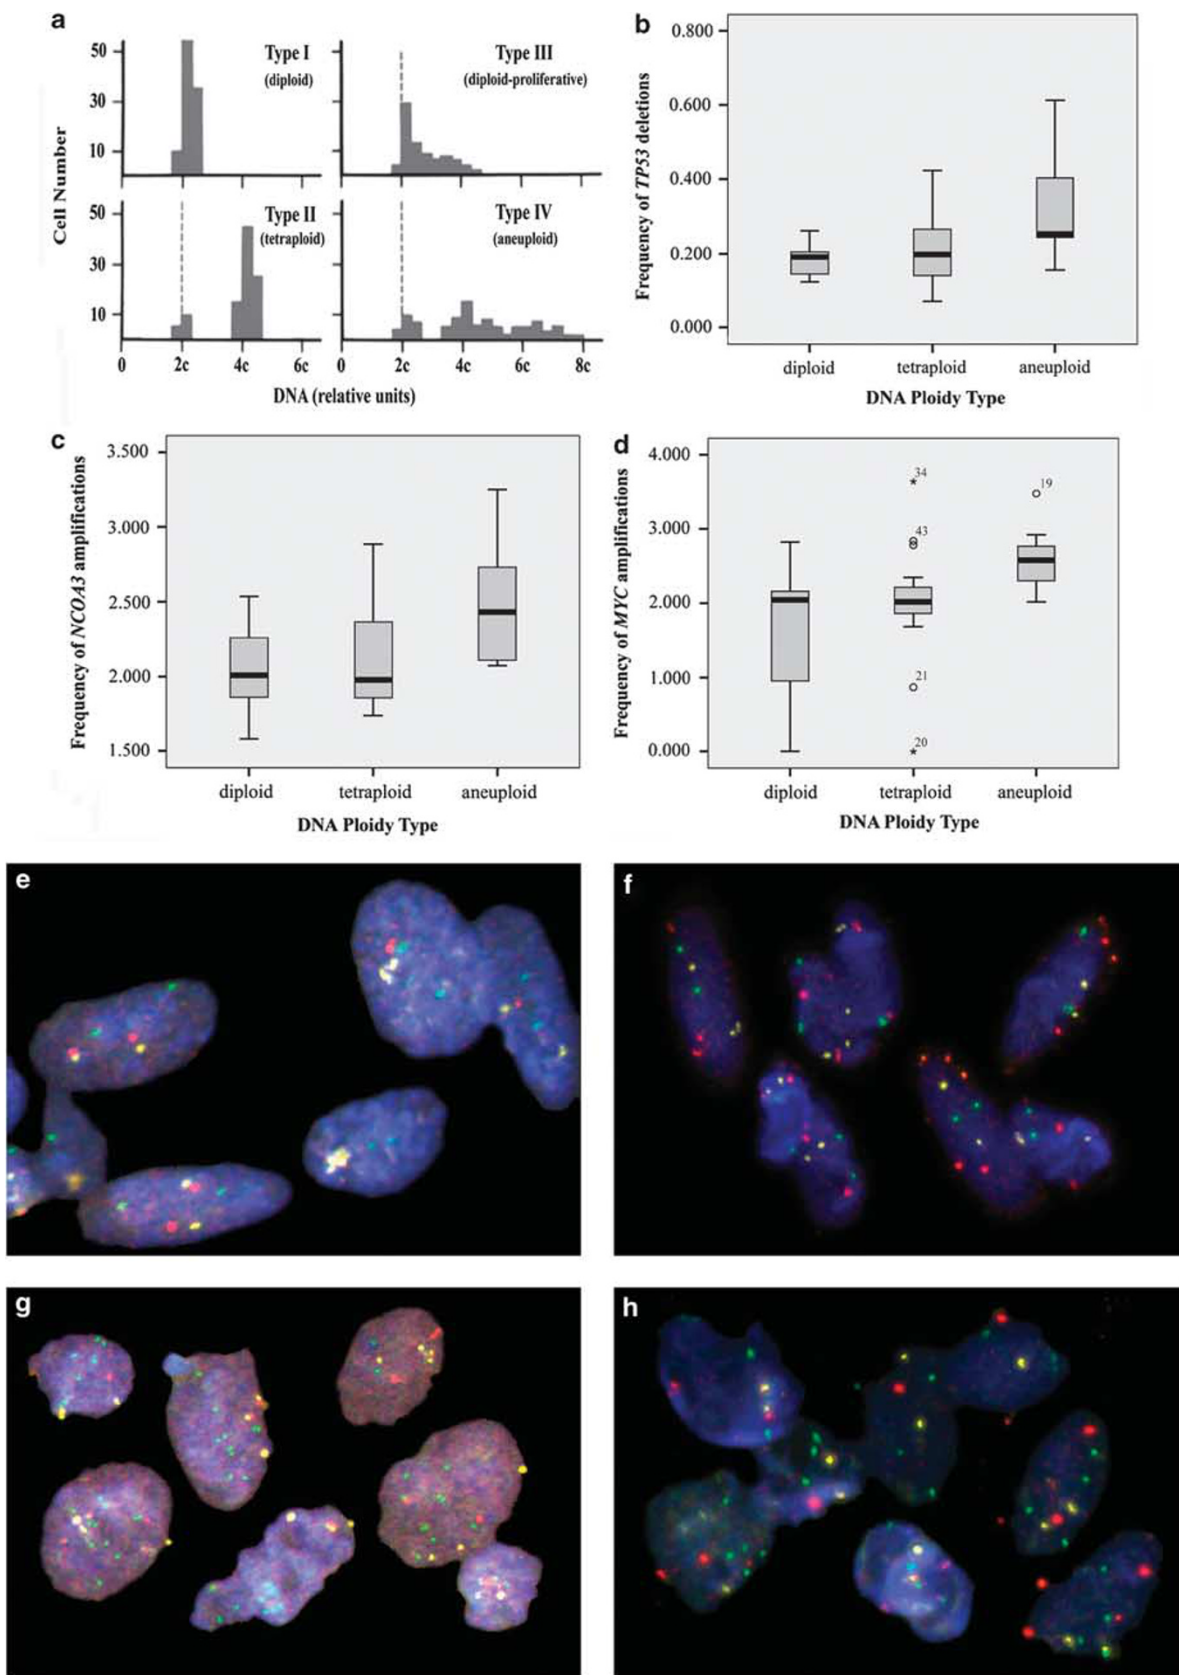 a
Cell Number
50
30
10
Type I
(diploid)
Type III
(diploid-proliferative)
50
30
10
Type II
(tetraploid)
Type IV
(aneuploid)
0 2c 4c 6c 0 2c 4c 6c 8c
DNA (relative units)
b
Frequency of TP53 deletions
0.800
0.600
0.400
0.200
0.000
diploid tetraploid aneuploid
DNA Ploidy Type
c
Frequency of NCOA3 amplifications
3.500
3.000
2.500
2.000
1.500
diploid tetraploid aneuploid
DNA Ploidy Type
d
Frequency of MYC amplifications
4.000
3.000
2.000
1.000
0.000
34
43
21
20
19
diploid tetraploid aneuploid
DNA Ploidy Type
e
f
g
h